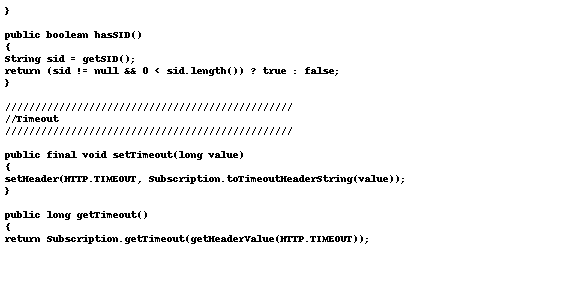 }
public boolean hasSID()
{
String sid = getSID();
return (sid != null && 0 < sid.length()) ? true : false;
}
////////////////////////////////////////////////
//Timeout
////////////////////////////////////////////////
public final void setTimeout(long value)
{
setHeader(HTTP.TIMEOUT, Subscription.toTimeoutHeaderString(value));
}
public long getTimeout()
{
return Subscription.getTimeout(getHeaderValue(HTTP.TIMEOUT));